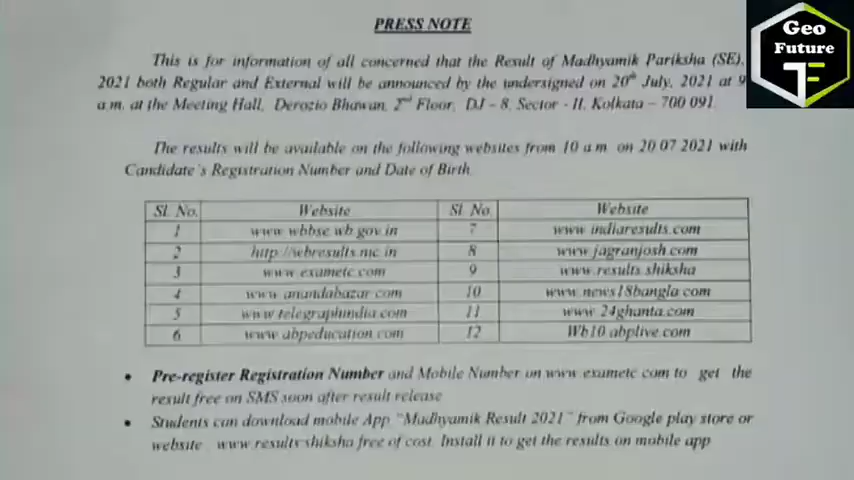 PRESS NOTE
Geo
Future
This is for information of all concerned that the Result of Madhyamik Pariksha (SE),
2021 both Regular and External will be announced by the undersigned on 20th July, 2021 at 9
a.m. at the Meeting Hall, Derozio Bhawan, 2nd Floor, DJ - 8, Sector - II, Kolkata – 700 091.
The results will be available on the following websites from 10 a.m. on 20.07.2021 with
Candidate's Registration Number and Date of Birth.
Sl. No. Website Sl. No. Website
1 www.wbbse.wb.gov.in 7 www.indiaresults.com
2 http://wbresults.nic.in 8 www.jagranjosh.com
3 www.exametc.com 9 www.results.shiksha
4 www.anandabazar.com 10 www.news18bangla.com
5 www.telegraphindia.com 11 www.24ghanta.com
6 www.abpeducation.com 12 Wb10.abplive.com
• Pre-register Registration Number and Mobile Number on www.exametc.com to get the
result free on SMS soon after result release
• Students can download mobile App "Madhyamik Result 2021" from Google play store or
website www.results.shiksha free of cost. Install it to get the results on mobile app